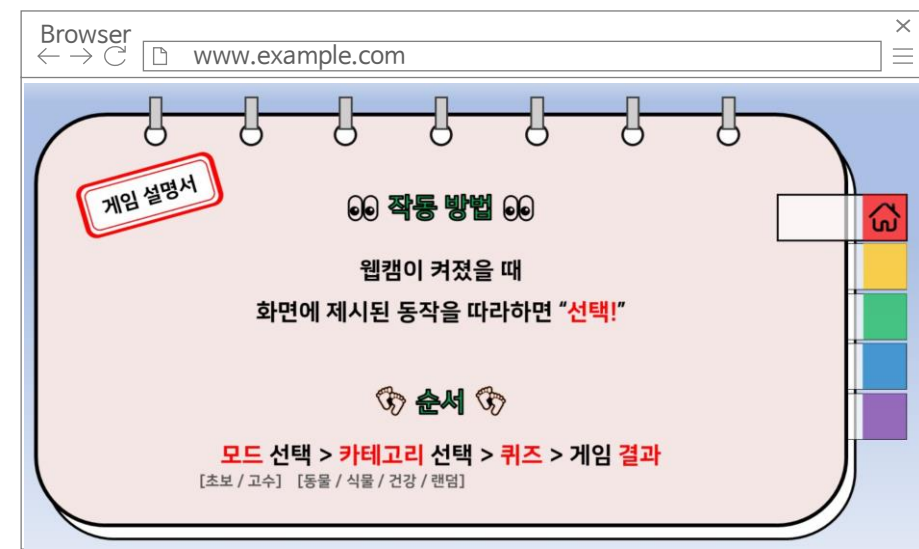 Browser
www.example.com
게임 설명서
작동 방법
웹캠이 켜졌을 때
화면에 제시된 동작을 따라하면 “선택!”
순서
모드 선택 > 카테고리 선택 > 퀴즈 > 게임 결과
[초보 / 고수] [동물 / 식물 / 건강 / 랜덤]